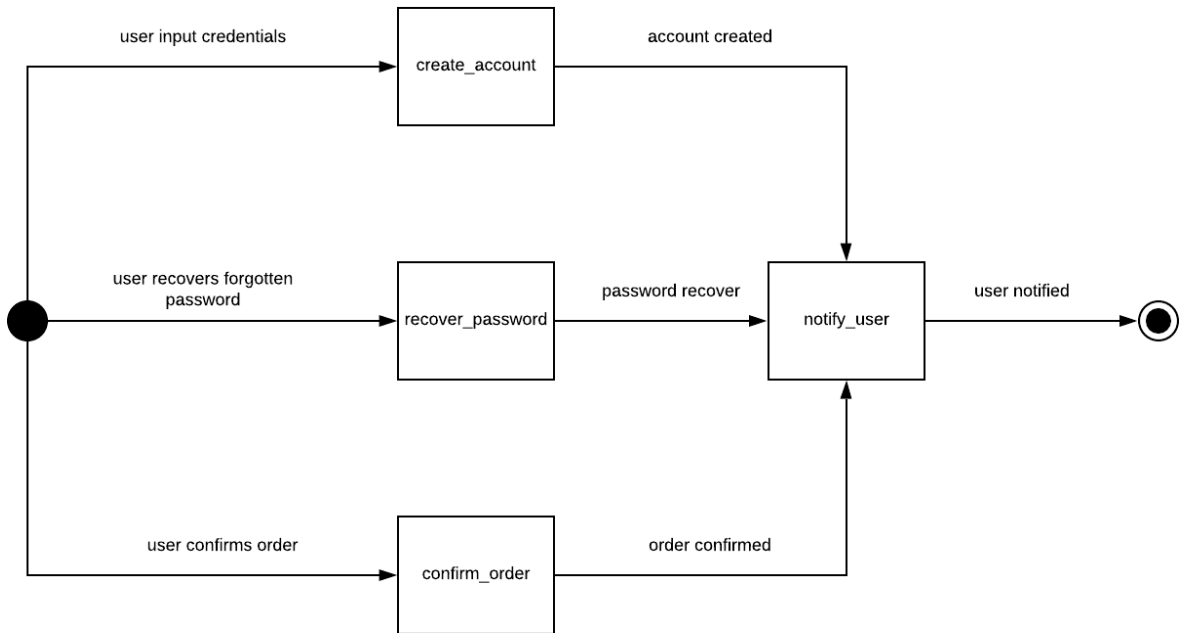 user input credentials
create_account
account created
user recovers forgotten
password
recover_password
password recover
notify_user
user notified
user confirms order
confirm_order
order confirmed